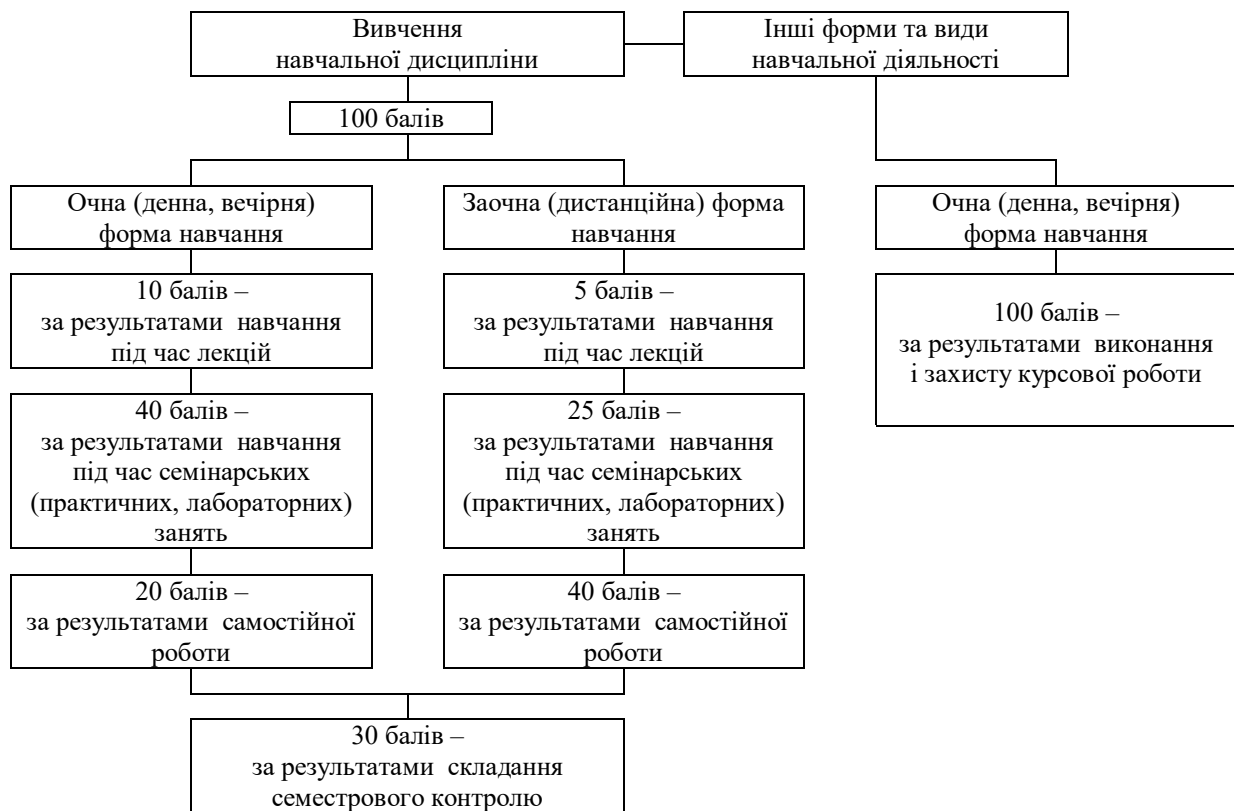 Вивчення
навчальної дисципліни
Інші форми та види
навчальної діяльності
100 балів
Очна (денна, вечірня)
форма навчання
Заочна (дистанційна) форма
навчання
Очна (денна, вечірня)
форма навчання
10 балів –
за результатами навчання
під час лекцій
5 балів –
за результатами навчання
під час лекцій
100 балів –
за результатами виконання
і захисту курсової роботи
40 балів –
за результатами навчання
під час семінарських
(практичних, лабораторних)
занять
25 балів –
за результатами навчання
під час семінарських
(практичних, лабораторних)
занять
20 балів –
за результатами самостійної
роботи
40 балів –
за результатами самостійної
роботи
30 балів –
за результатами складання
семестрового контролю